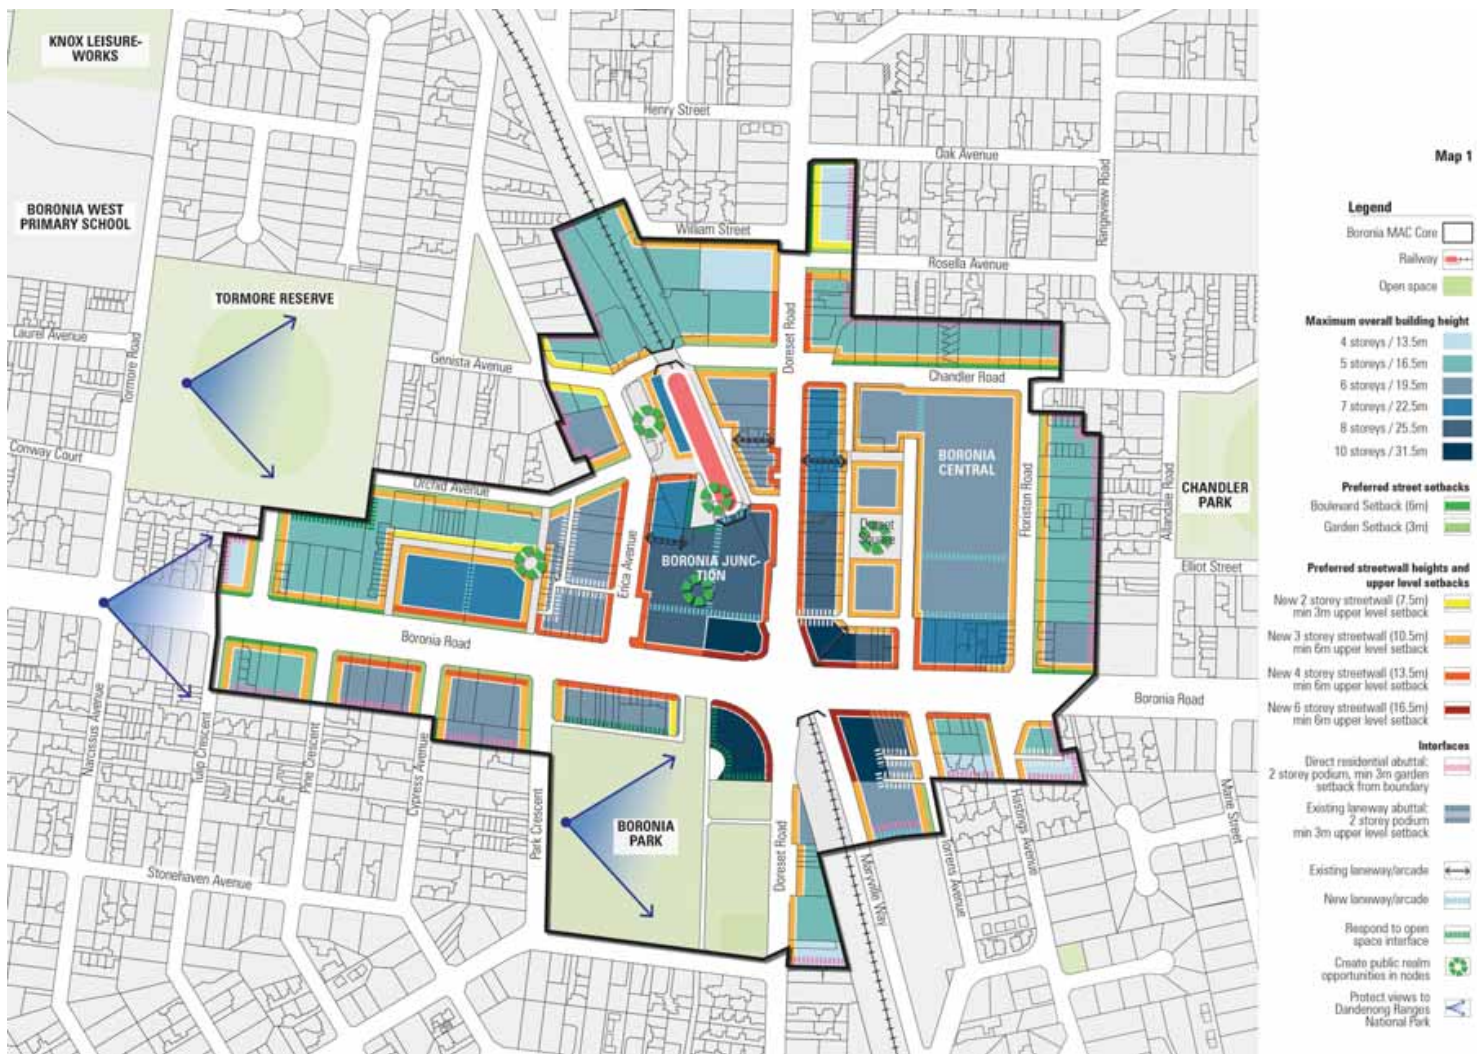 KNOX LEISURE-
WORKS
Henry Street
Oak Avenue
Rangeview Road
BORONIA WEST
PRIMARY SCHOOL
William Street
Rosella Avenue
TORMORE RESERVE
Laurel Avenue
Tormore Road
Genista Avenue
Doreset Road
Chandler Road
Conway Court
Orchid Avenue
BORONIA
CENTRAL
Floriston Road
Allandale Road
CHANDLER
PARK
Dorset
Square
Erica Avenue
BORONIA JUNC-
TION
Elliot Street
Boronia Road
Boronia Road
Narcissus Avenue
Tulip Crescent
Pine Crescent
Cypress Avenue
Park Crescent
BORONIA
PARK
Doreset Road
Maryville Way
Torrens Avenue
Hastings Avenue
Marie Street
Stonehaven Avenue
Map 1
Legend
Boronia MAC Core
Railway
Open space
Maximum overall building height
4 storeys / 13.5m
5 storeys / 16.5m
6 storeys / 19.5m
7 storeys / 22.5m
8 storeys / 25.5m
10 storeys / 31.5m
Preferred street setbacks
Boulevard Setback (6m)
Garden Setback (3m)
Preferred streetwall heights and
upper level setbacks
New 2 storey streetwall (7.5m)
min 3m upper level setback
New 3 storey streetwall (10.5m)
min 6m upper level setback
New 4 storey streetwall (13.5m)
min 6m upper level setback
New 6 storey streetwall (16.5m)
min 6m upper level setback
Interfaces
Direct residential abuttal:
2 storey podium, min 3m garden
setback from boundary
Existing laneway abuttal:
2 storey podium
min 3m upper level setback
Existing laneway/arcade
New laneway/arcade
Respond to open
space interface
Create public realm
opportunities in nodes
Protect views to
Dandenong Ranges
National Park